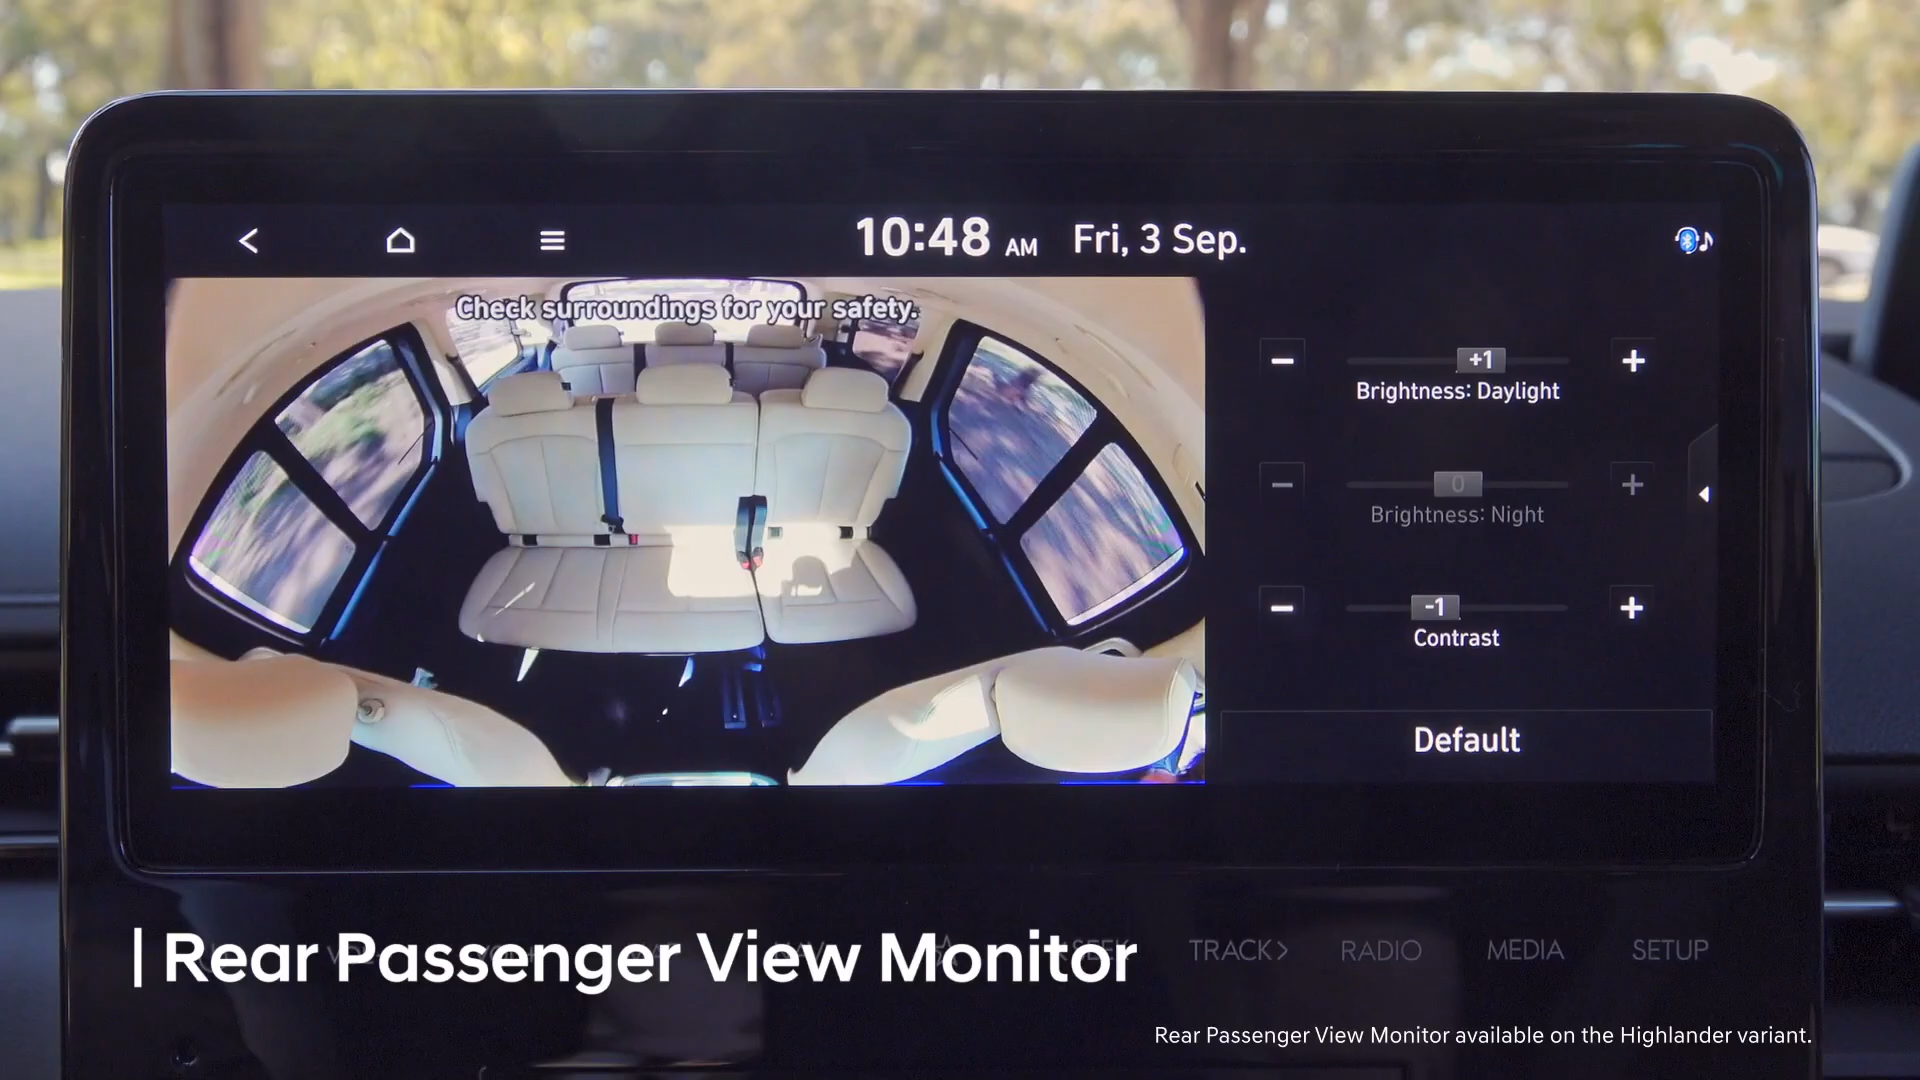 10:48 AM Fri, 3 Sep.
Check surroundings for your safety.
+1
Brightness: Daylight
0
Brightness: Night
-1
Contrast
Default
| Rear Passenger View Monitor
SEEK TRACK> RADIO MEDIA SETUP
Rear Passenger View Monitor available on the Highlander variant.